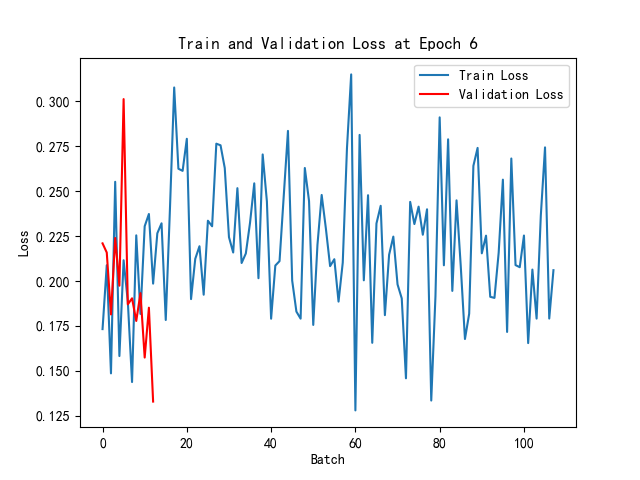 Train and Validation Loss at Epoch 6
Train Loss
Validation Loss
0.300
0.275
0.250
0.225
0.200
0.175
0.150
0.125
Loss
0
20
40
60
80
100
Batch